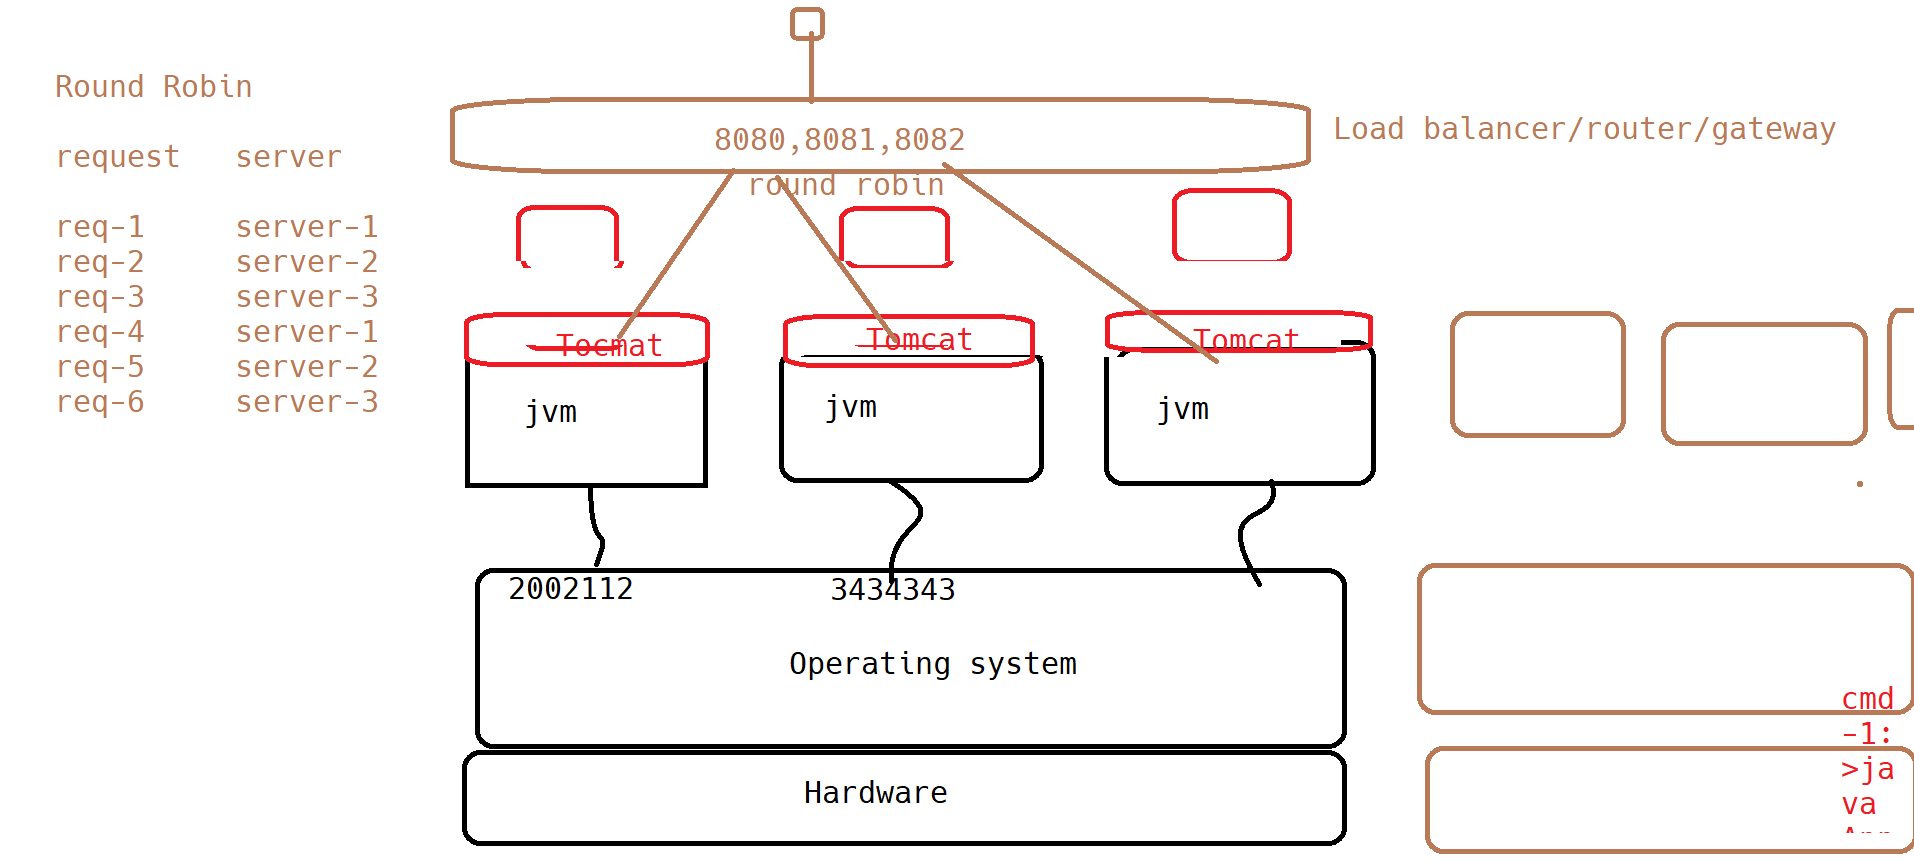 Round Robin
request server
req-1 server-1
req-2 server-2
req-3 server-3
req-4 server-1
req-5 server-2
req-6 server-3
8080,8081,8082
round robin
Load balancer/router/gateway
Tocmat
Tomcat
Tomcat
jvm
jvm
jvm
2002112
3434343
Operating system
Hardware
cmd
-1:
>ja
va